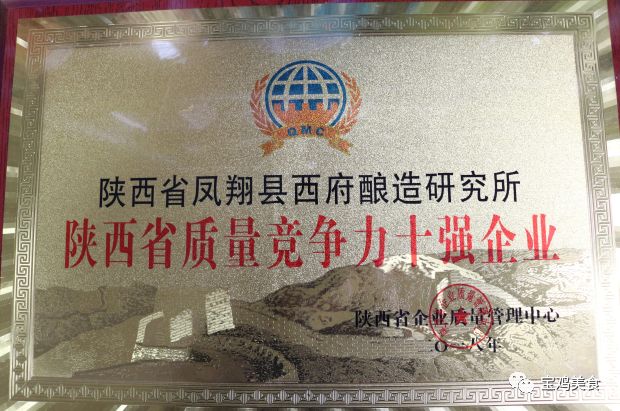 QMC
陕西省凤翔县西府酿造研究所
陕西省质量竞争力十强企业
陕西省企业质量管理中心
二〇一八年
宝鸡美食